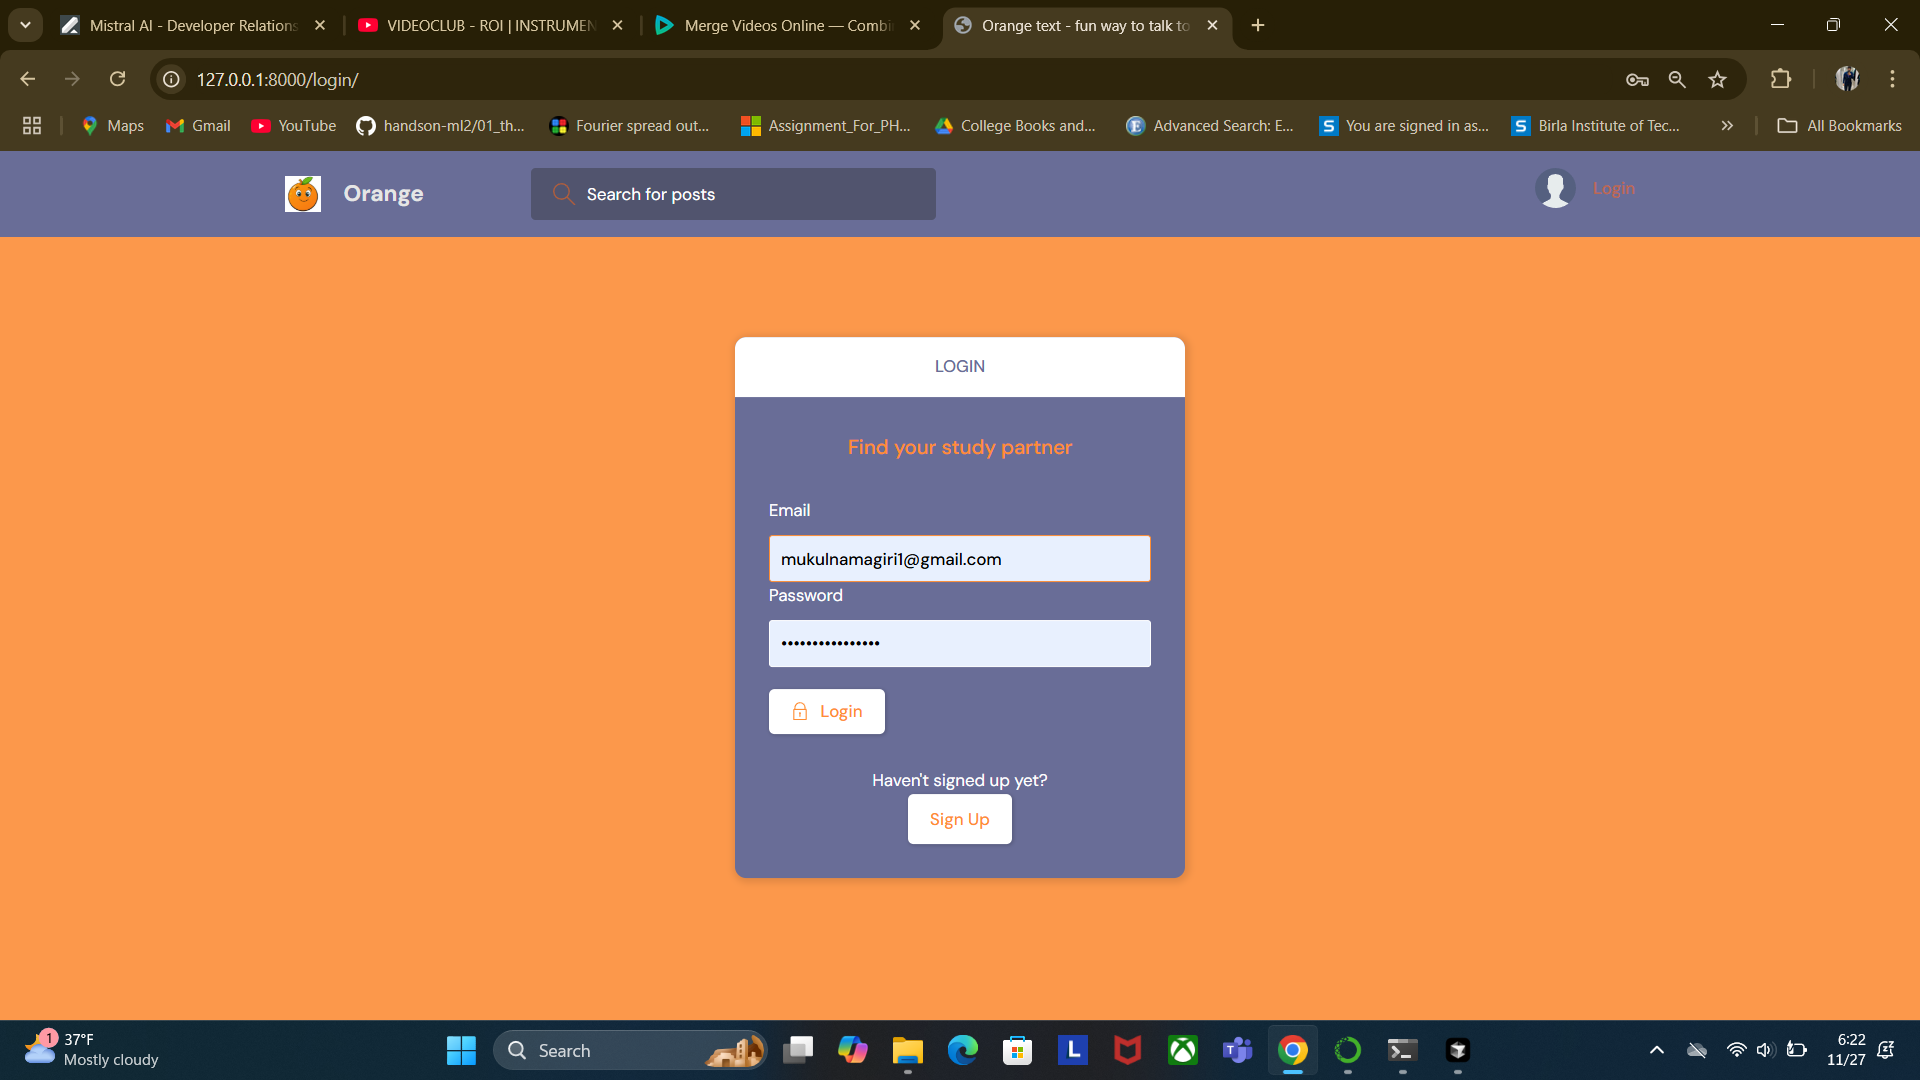 Mistral AI - Developer Relations
VIDEOCLUB - ROI | INSTRUMEN
Merge Videos Online — Combi
Orange text - fun way to talk to
127.0.0.1:8000/login/
Maps
Gmail
YouTube
handson-ml2/01_th...
Fourier spread out...
Assignment_For_PH...
College Books and...
Advanced Search: E...
You are signed in as...
Birla Institute of Tec...
All Bookmarks
Orange
Search for posts
Login
LOGIN
Find your study partner
Email
mukulnamagiri1@gmail.com
Password
••••••••••••••••
Login
Haven't signed up yet?
Sign Up
1
37°F
Mostly cloudy
Search
L
6:22
11/27